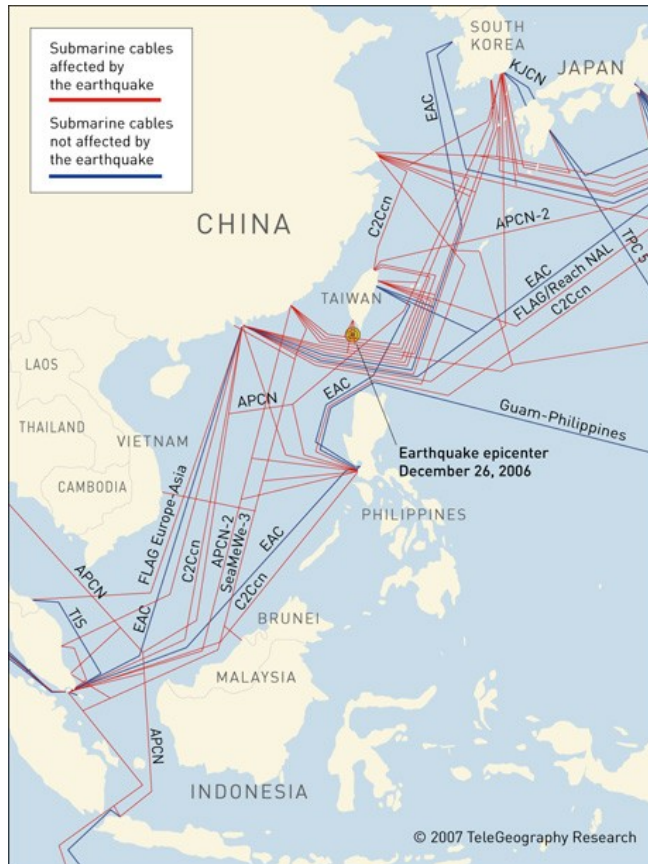 Submarine cables
affected by
the earthquake
Submarine cables
not affected by
the earthquake
SOUTH
KOREA
KJCN
JAPAN
EAC
CHINA
C2Ccn
APCN-2
TPC 5
EAC
FLAG/Reach NAL
C2Ccn
TAIWAN
LAOS
APCN
EAC
Guam-Philippines
THAILAND
VIETNAM
Earthquake epicenter
December 26, 2006
CAMBODIA
PHILIPPINES
FLAG Europe-Asia
C2Ccn
APCN-2
SeaMeWe-3
EAC
C2Ccn
APCN
TIS
EAC
BRUNEI
MALAYSIA
APCN
INDONESIA
© 2007 TeleGeography Research